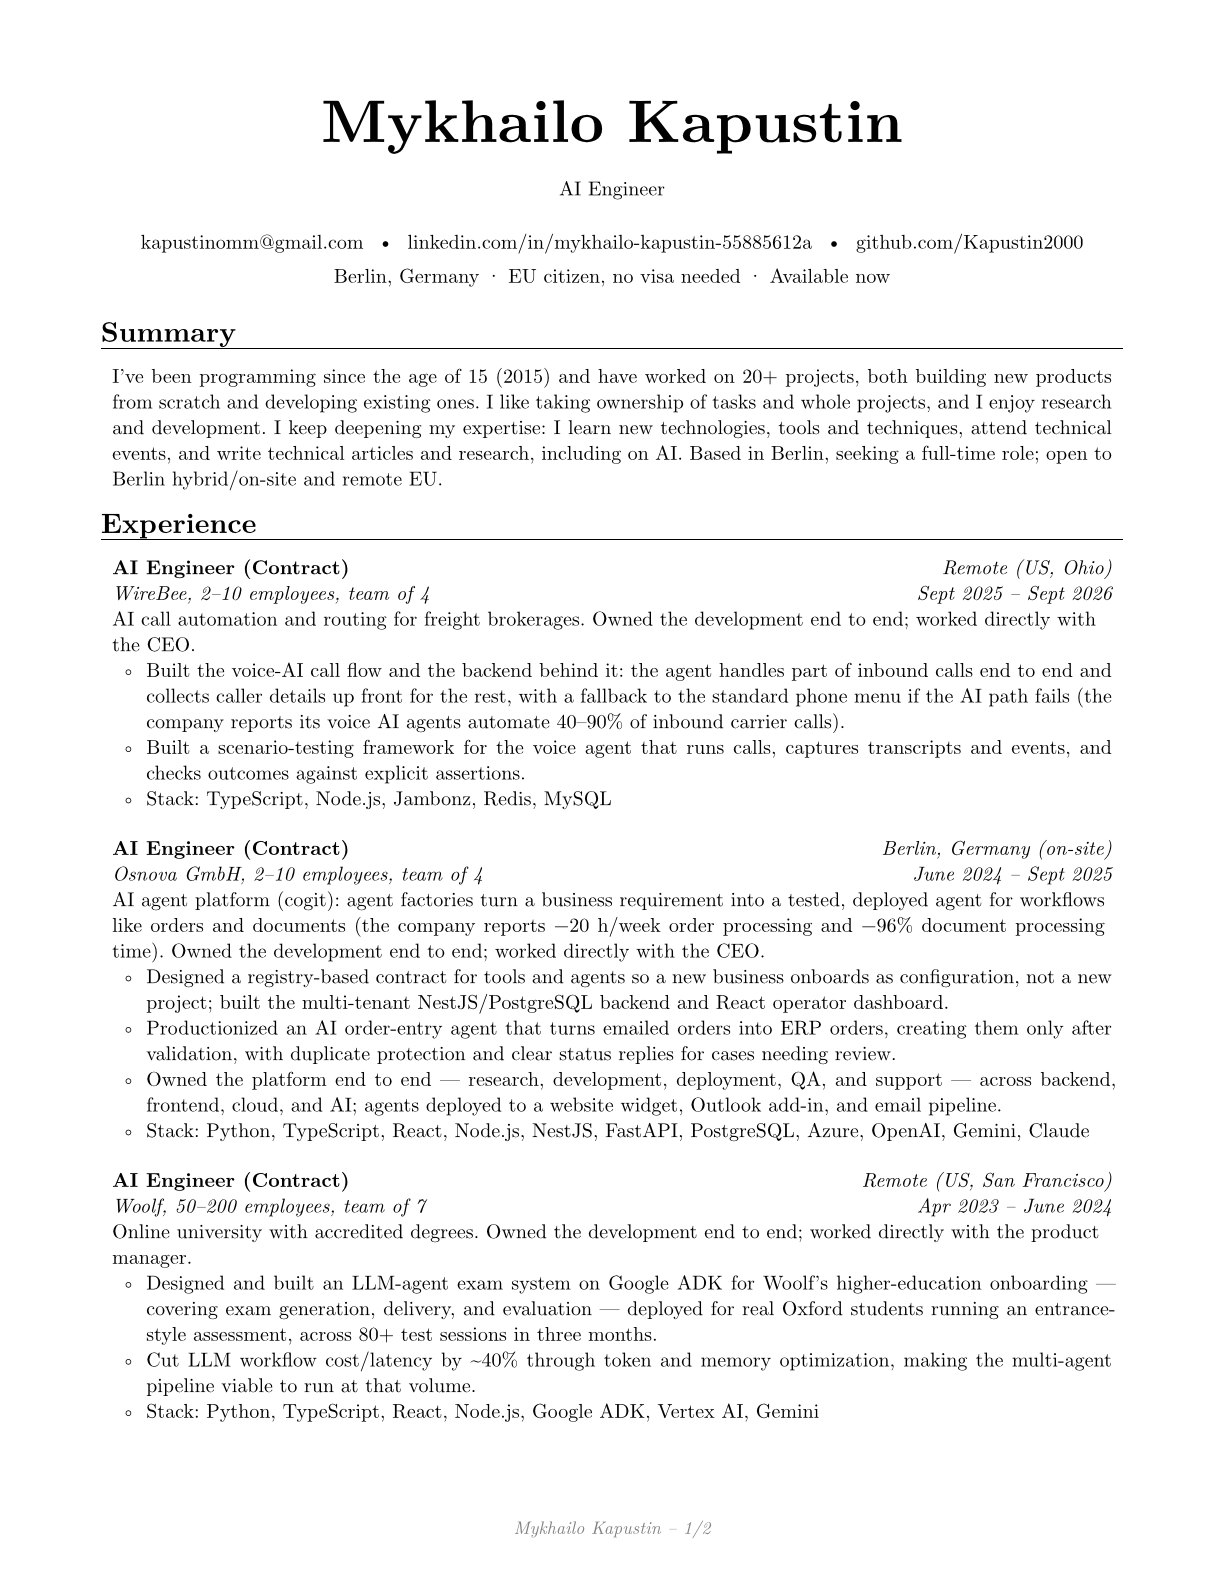 Mykhailo Kapustin
AI Engineer
kapustinomm@gmail.com • linkedin.com/in/mykhailo-kapustin-55885612a • github.com/Kapustin2000
Berlin, Germany · EU citizen, no visa needed · Available now
Summary
I've been programming since the age of 15 (2015) and have worked on 20+ projects, both building new products
from scratch and developing existing ones. I like taking ownership of tasks and whole projects, and I enjoy research
and development. I keep deepening my expertise: I learn new technologies, tools and techniques, attend technical
events, and write technical articles and research, including on AI. Based in Berlin, seeking a full-time role; open to
Berlin hybrid/on-site and remote EU.
Experience
AI Engineer (Contract) Remote (US, Ohio)
WireBee, 2–10 employees, team of 4 Sept 2025 – Sept 2026
AI call automation and routing for freight brokerages. Owned the development end to end; worked directly with
the CEO.
◦ Built the voice-AI call flow and the backend behind it: the agent handles part of inbound calls end to end and
collects caller details up front for the rest, with a fallback to the standard phone menu if the AI path fails (the
company reports its voice AI agents automate 40–90% of inbound carrier calls).
◦ Built a scenario-testing framework for the voice agent that runs calls, captures transcripts and events, and
checks outcomes against explicit assertions.
◦ Stack: TypeScript, Node.js, Jambonz, Redis, MySQL
AI Engineer (Contract) Berlin, Germany (on-site)
Osnova GmbH, 2–10 employees, team of 4 June 2024 – Sept 2025
AI agent platform (cogit): agent factories turn a business requirement into a tested, deployed agent for workflows
like orders and documents (the company reports −20 h/week order processing and −96% document processing
time). Owned the development end to end; worked directly with the CEO.
◦ Designed a registry-based contract for tools and agents so a new business onboards as configuration, not a new
project; built the multi-tenant NestJS/PostgreSQL backend and React operator dashboard.
◦ Productionized an AI order-entry agent that turns emailed orders into ERP orders, creating them only after
validation, with duplicate protection and clear status replies for cases needing review.
◦ Owned the platform end to end — research, development, deployment, QA, and support — across backend,
frontend, cloud, and AI; agents deployed to a website widget, Outlook add-in, and email pipeline.
◦ Stack: Python, TypeScript, React, Node.js, NestJS, FastAPI, PostgreSQL, Azure, OpenAI, Gemini, Claude
AI Engineer (Contract) Remote (US, San Francisco)
Woolf, 50–200 employees, team of 7 Apr 2023 – June 2024
Online university with accredited degrees. Owned the development end to end; worked directly with the product
manager.
◦ Designed and built an LLM-agent exam system on Google ADK for Woolf's higher-education onboarding —
covering exam generation, delivery, and evaluation — deployed for real Oxford students running an entrance-
style assessment, across 80+ test sessions in three months.
◦ Cut LLM workflow cost/latency by ~40% through token and memory optimization, making the multi-agent
pipeline viable to run at that volume.
◦ Stack: Python, TypeScript, React, Node.js, Google ADK, Vertex AI, Gemini
Mykhailo Kapustin – 1/2